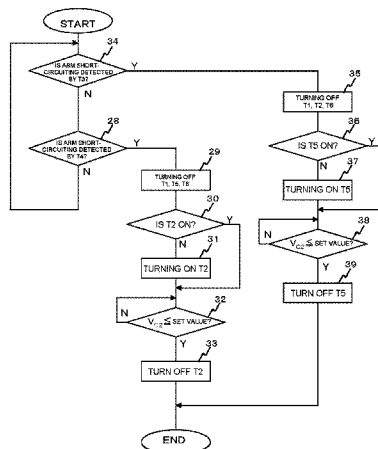 START
34
IS ARM SHORT-
CIRCUITING DETECTED
BY T3?
Y
N
28
IS ARM SHORT-
CIRCUITING DETECTED
BY T4?
Y
N
29
TURNING OFF
T1, T5, T6
30
IS T2 ON?
Y
N
31
TURNING ON T2
32
N
VC2≦ SET VALUE?
Y
33
TURN OFF T2
35
TURNING OFF
T1, T2, T6
36
IS T5 ON?
Y
N
37
TURNING ON T5
38
N
VC2≦ SET VALUE?
Y
39
TURN OFF T5
END